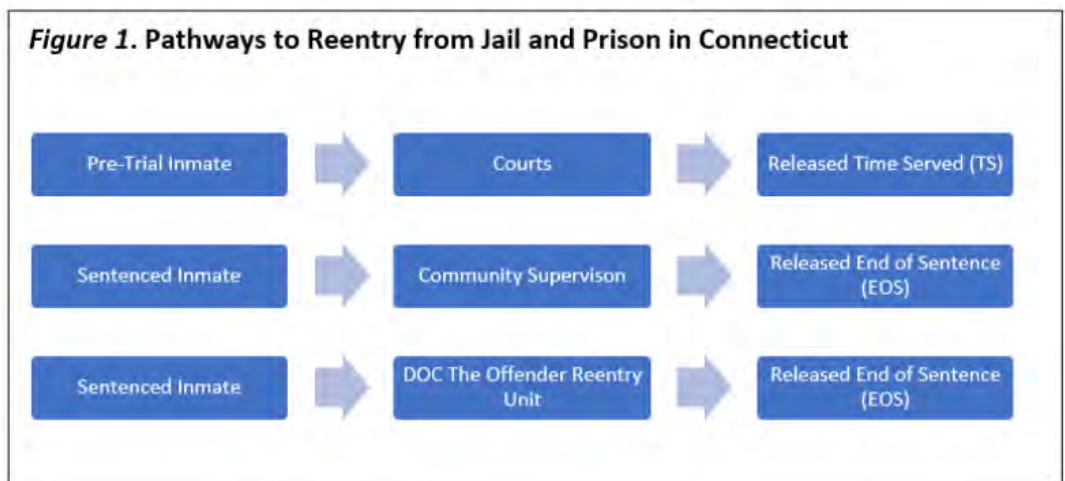 Figure 1. Pathways to Reentry from Jail and Prison in Connecticut
Pre-Trial Inmate
Courts
Released Time Served (TS)
Sentenced Inmate
Community Supervison
Released End of Sentence
(EOS)
Sentenced Inmate
DOC The Offender Reentry
Unit
Released End of Sentence
(EOS)